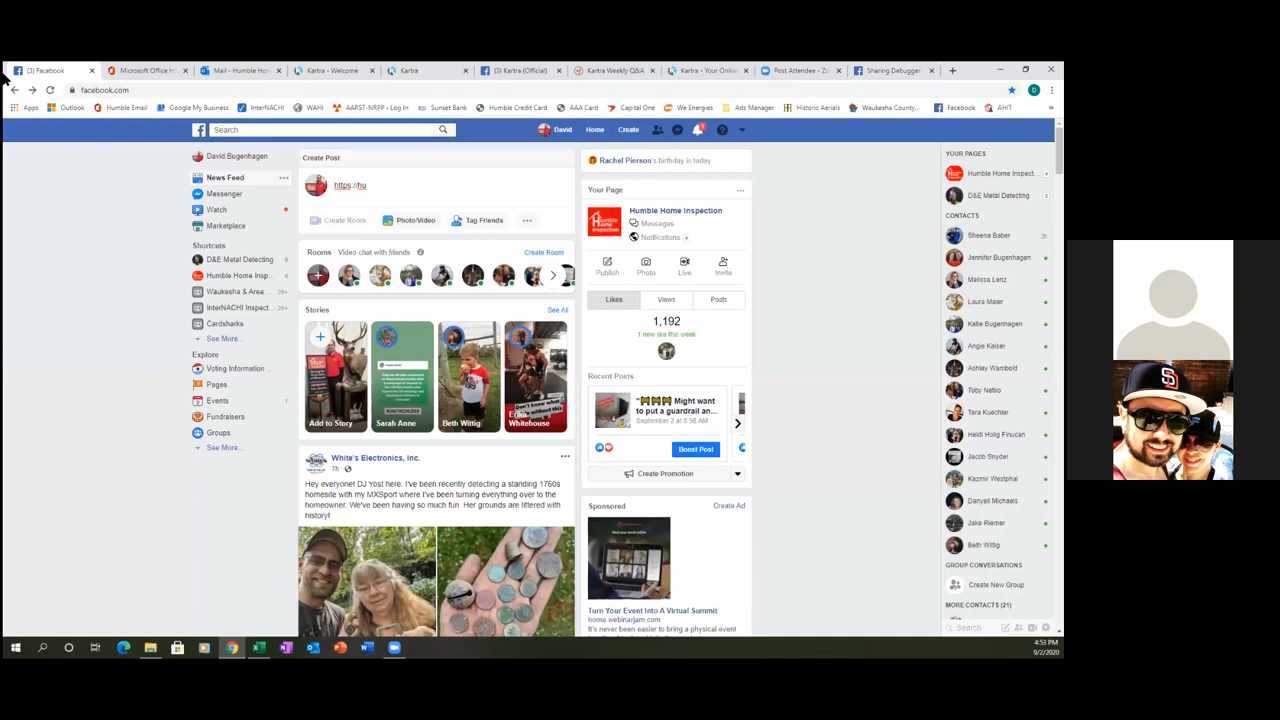 (3) Facebook
Microsoft Office H
Mail - Humble Hom
Kartra - Welcome
Kartra
(3) Kartra (Official)
Kartra Weekly Q&A
Kartra - Your Onlin
Post Attendee - Zo
Sharing Debugger
facebook.com
D
Apps
Outlook
Humble Email
Google My Business
InterNACHI
WAHI
AARST-NRPP › Log In
Sunset Bank
Humble Credit Card
AAA Card
Capital One
We Energies
Ad Manager
Historic Aerials
Waukesha County...
Facebook
AHIT
»
Search
David
Home
Create
David Bugenhagen
News Feed
Messenger
Watch
Marketplace
Shortcuts
D&E Metal Detecting
Humble Home Insp...
Waukesha & Area ...
InterNACHI Inspect...
Cardsharks
See More...
Explore
Voting Information ...
Pages
Events 1
Fundraisers
Groups
See More...
Create Post
https://hu
Create Room
Photo/Video
Tag Friends
Rooms · Video chat with friends
Create Room
Stories
See All
Add to Story
Sarah Anne
Beth Wittig
Erika Whitehouse
White's Electronics, Inc.
7h
Hey everyone! DJ Yost here. I've been recently detecting a standing 1760s
homesite with my MXSport where I've been turning everything over to the
homeowner. We've been having so much fun. Her grounds are littered with
history!
Rachel Pierson's birthday is today
Your Page
Humble Home Inspection
Messages
Notifications 4
Publish
Photo
Live
Invite
Likes
Views
Posts
1,192
1 new like this week
Recent Posts
Might want
to put a guardrail an...
September 2 at 8:58 AM
Boost Post
Create Promotion
Sponsored
Create Ad
Turn Your Event Into A Virtual Summit
home.webinarjam.com
It's never been easier to bring a physical event
YOUR PAGES
Humble Home Inspect... 4
D&E Metal Detecting 0
CONTACTS
Sheena Baber 2h
Jennifer Bugenhagen
Melissa Lenz
Laura Maier
Katie Bugenhagen
Angie Kaiser
Ashley Wambold
Toby Netko
Tara Kuechler
Heidi Holig Finucan
Jacob Snyder
Kazmir Westphal
Danyell Michaels
Jake Riemer
Beth Wittig
GROUP CONVERSATIONS
Create New Group
MORE CONTACTS (21)
Search
4:53 PM
9/2/2020